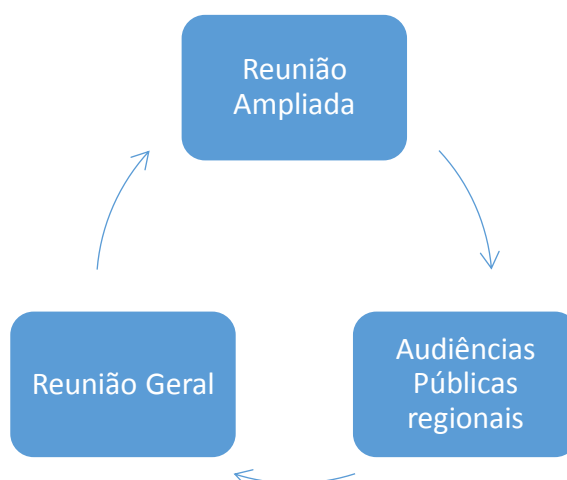 Reunião
Ampliada
Audiências
Públicas
regionais
Reunião Geral